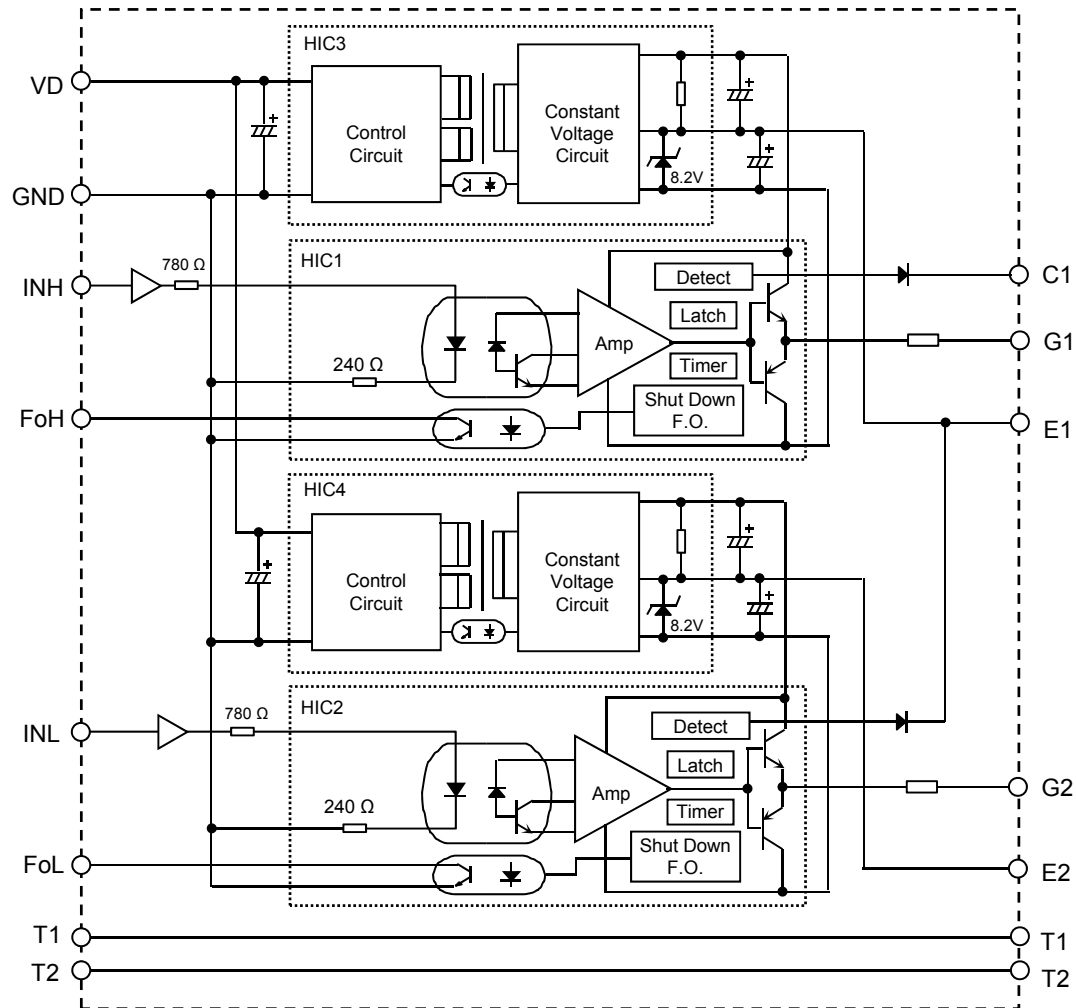 HIC3
VD
Control
Circuit
Constant
Voltage
Circuit
+
+
+
8.2V
GND
HIC1
INH
780 Ω
Detect
C1
Latch
Amp
G1
Timer
240 Ω
Shut Down
F.O.
FoH
E1
HIC4
Control
Circuit
Constant
Voltage
Circuit
+
+
+
8.2V
HIC2
INL
780 Ω
Detect
Latch
Amp
G2
Timer
240 Ω
Shut Down
F.O.
FoL
E2
T1
T1
T2
T2